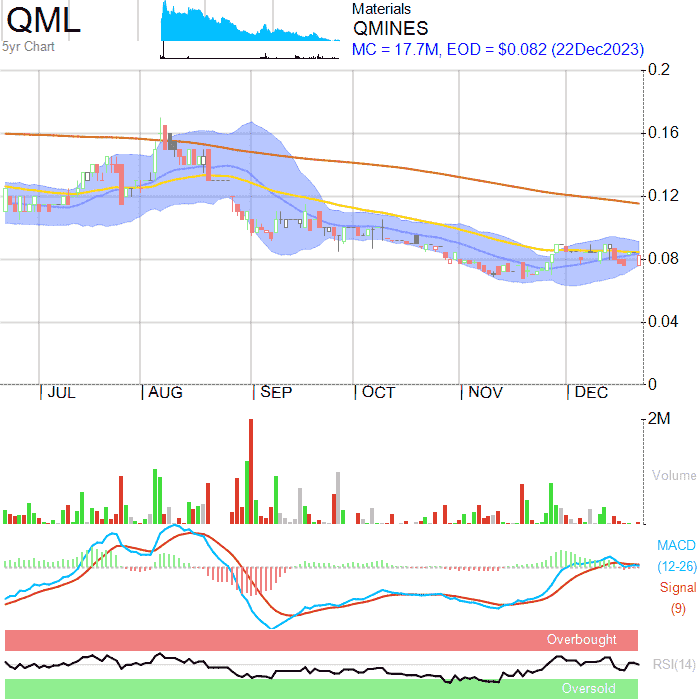 QML
5yr Chart
Materials
QMINES
MC = 17.7M, EOD = $0.082 (22Dec2023)
0.2
0.16
0.12
0.08
0.04
0
JUL AUG SEP OCT NOV DEC
2M
Volume
MACD
(12-26)
Signal
(9)
Overbought
RSI(14)
Oversold